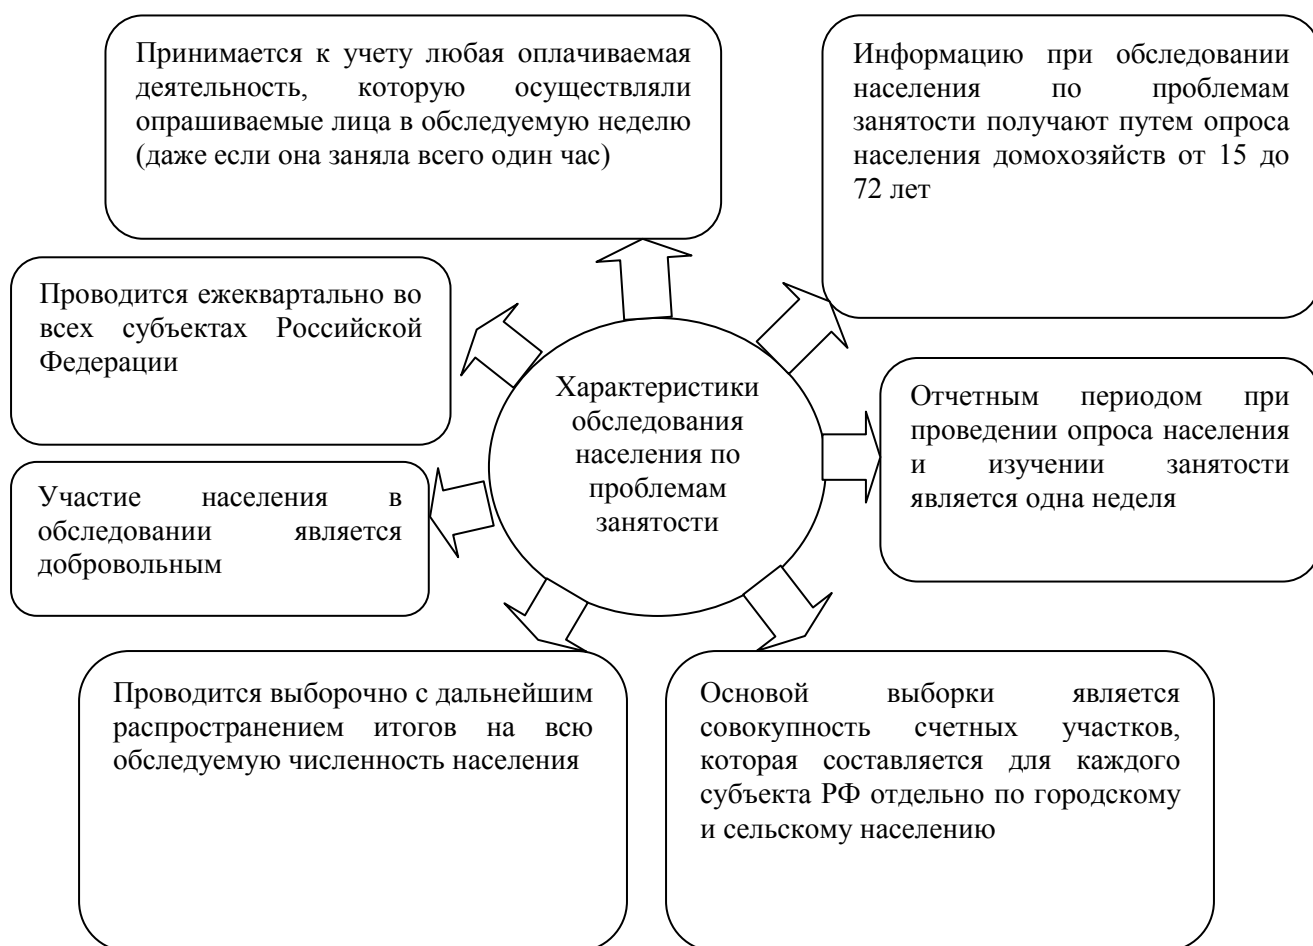 Принимается к учету любая оплачиваемая
деятельность, которую осуществляли
опрашиваемые лица в обследуемую неделю
(даже если она заняла всего один час)
Информацию при обследовании
населения по проблемам
занятости получают путем опроса
населения домохозяйств от 15 до
72 лет
Проводится ежеквартально во
всех субъектах Российской
Федерации
Характеристики
обследования
населения по
проблемам
занятости
Отчетным периодом при
проведении опроса населения
и изучении занятости
является одна неделя
Участие населения в
обследовании является
добровольным
Проводится выборочно с дальнейшим
распространением итогов на всю
обследуемую численность населения
Основой выборки является
совокупность счетных участков,
которая составляется для каждого
субъекта РФ отдельно по городскому
и сельскому населению